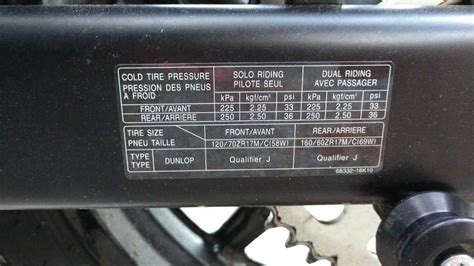 COLD TIRE PRESSURE SOLO RIDING DUAL RIDING
PRESSION DES PNEUS PILOTE SEUL AVEC PASSAGER
A FROID kPa kgf/cm² psi kPa kgf/cm² psi
FRONT/AVANT 225 2.25 33 225 2.25 33
REAR/ARRIERE 250 2.50 36 250 2.50 36
TIRE SIZE FRONT/AVANT REAR/ARRIERE
PNEU TAILLE 120/70ZR17M/C(58W) 160/60ZR17M/C(69W)
TYPE DUNLOP Qualifier J Qualifier J
TYPE
68332-18K10